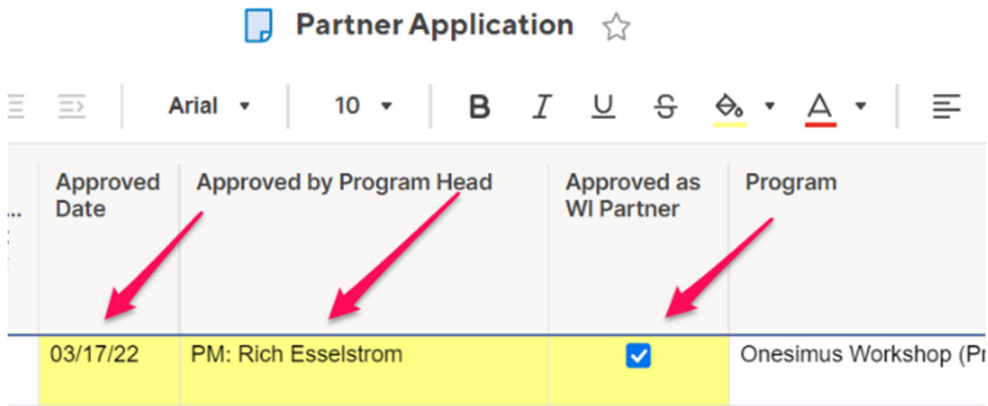 Partner Application
Arial 10 B I U S A
Approved Date Approved by Program Head Approved as WI Partner Program
03/17/22 PM: Rich Esselstrom Onesimus Workshop (Pr